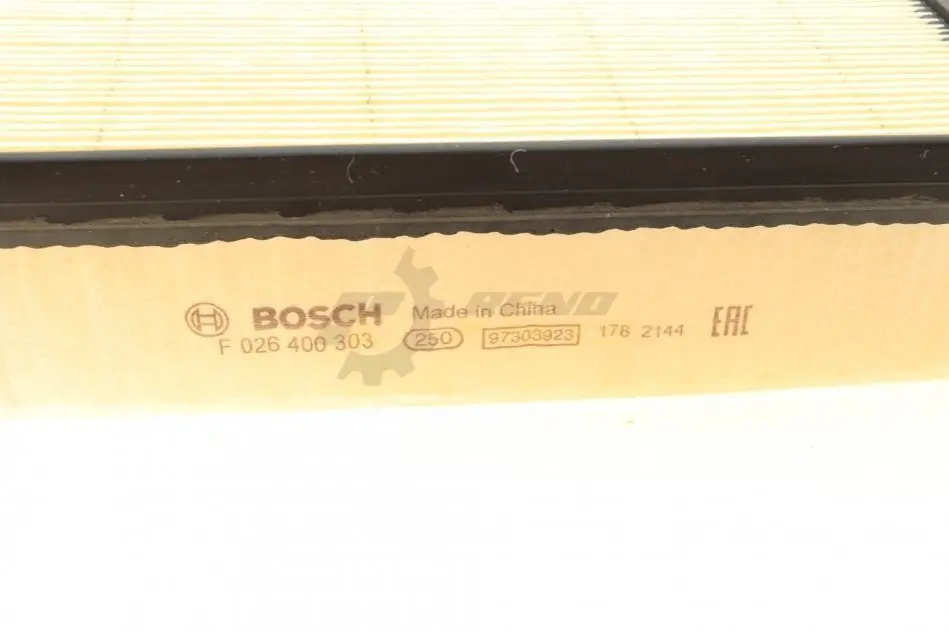 BOSCH Made in China EAC
F 026 400 303 250 97303923 176 2144